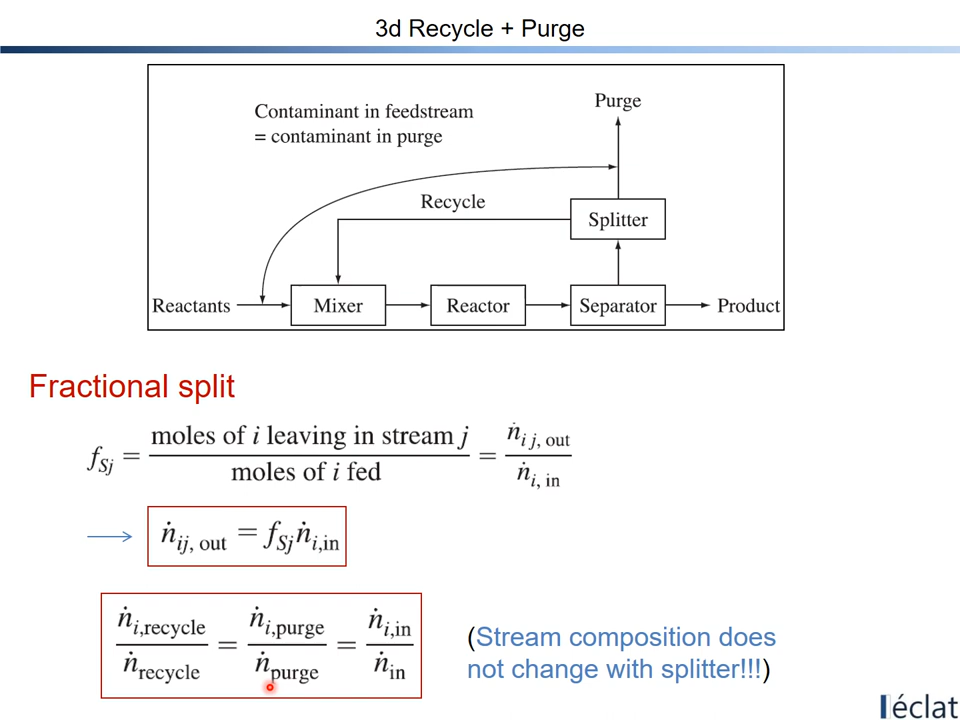 3d Recycle + Purge
Contaminant in feedstream
= contaminant in purge
Purge
Recycle
Splitter
Reactants
Mixer
Reactor
Separator
Product
Fractional split
f_Sj = moles of i leaving in stream j / moles of i fed = ṅ_ij, out / ṅ_i, in
ṅ_ij, out = f_Sj ṅ_i,in
ṅ_i,recycle / ṅ_recycle = ṅ_i,purge / ṅ_purge = ṅ_i,in / ṅ_in
(Stream composition does
not change with splitter!!!)
léclat